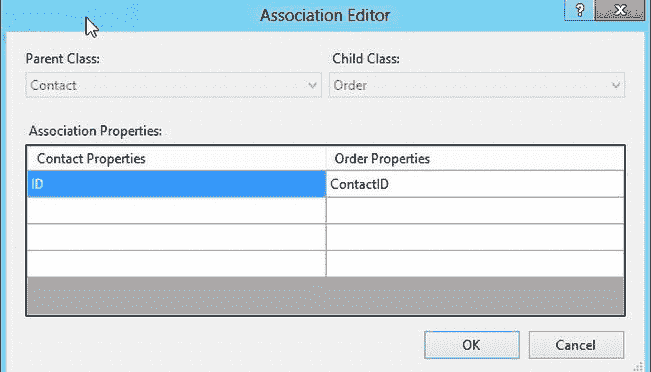 Association Editor
?
X
Parent Class:
Child Class:
Contact
Order
Association Properties:
Contact Properties
Order Properties
ID
ContactID
OK
Cancel